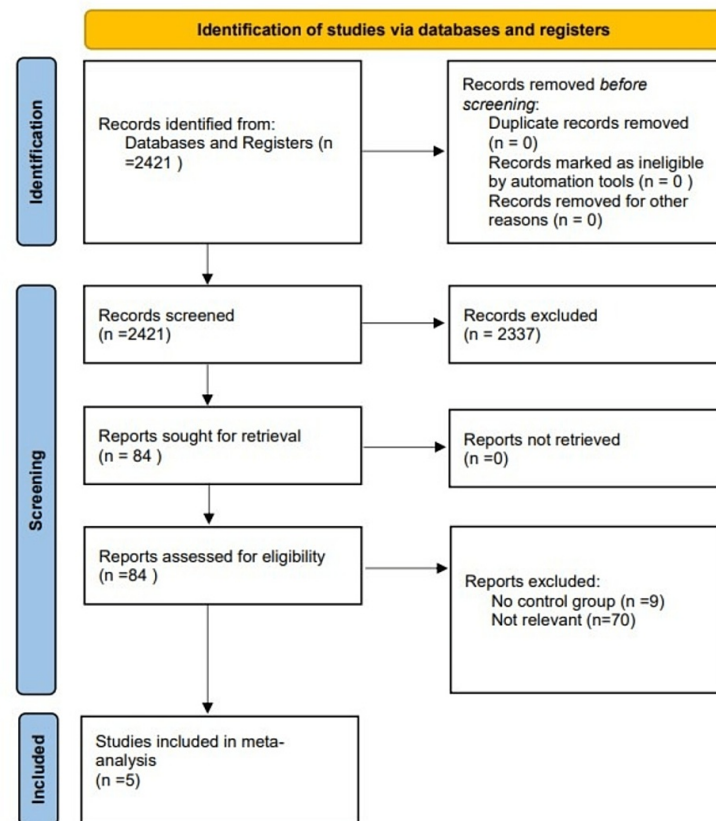 Identification of studies via databases and registers
Identification
Records identified from:
Databases and Registers (n
=2421 )
Records removed before
screening:
Duplicate records removed
(n = 0)
Records marked as ineligible
by automation tools (n = 0 )
Records removed for other
reasons (n = 0)
Screening
Records screened
(n =2421)
Records excluded
(n = 2337)
Reports sought for retrieval
(n = 84 )
Reports not retrieved
(n =0)
Reports assessed for eligibility
(n =84 )
Reports excluded:
No control group (n =9)
Not relevant (n=70)
Included
Studies included in meta-
analysis
(n =5)